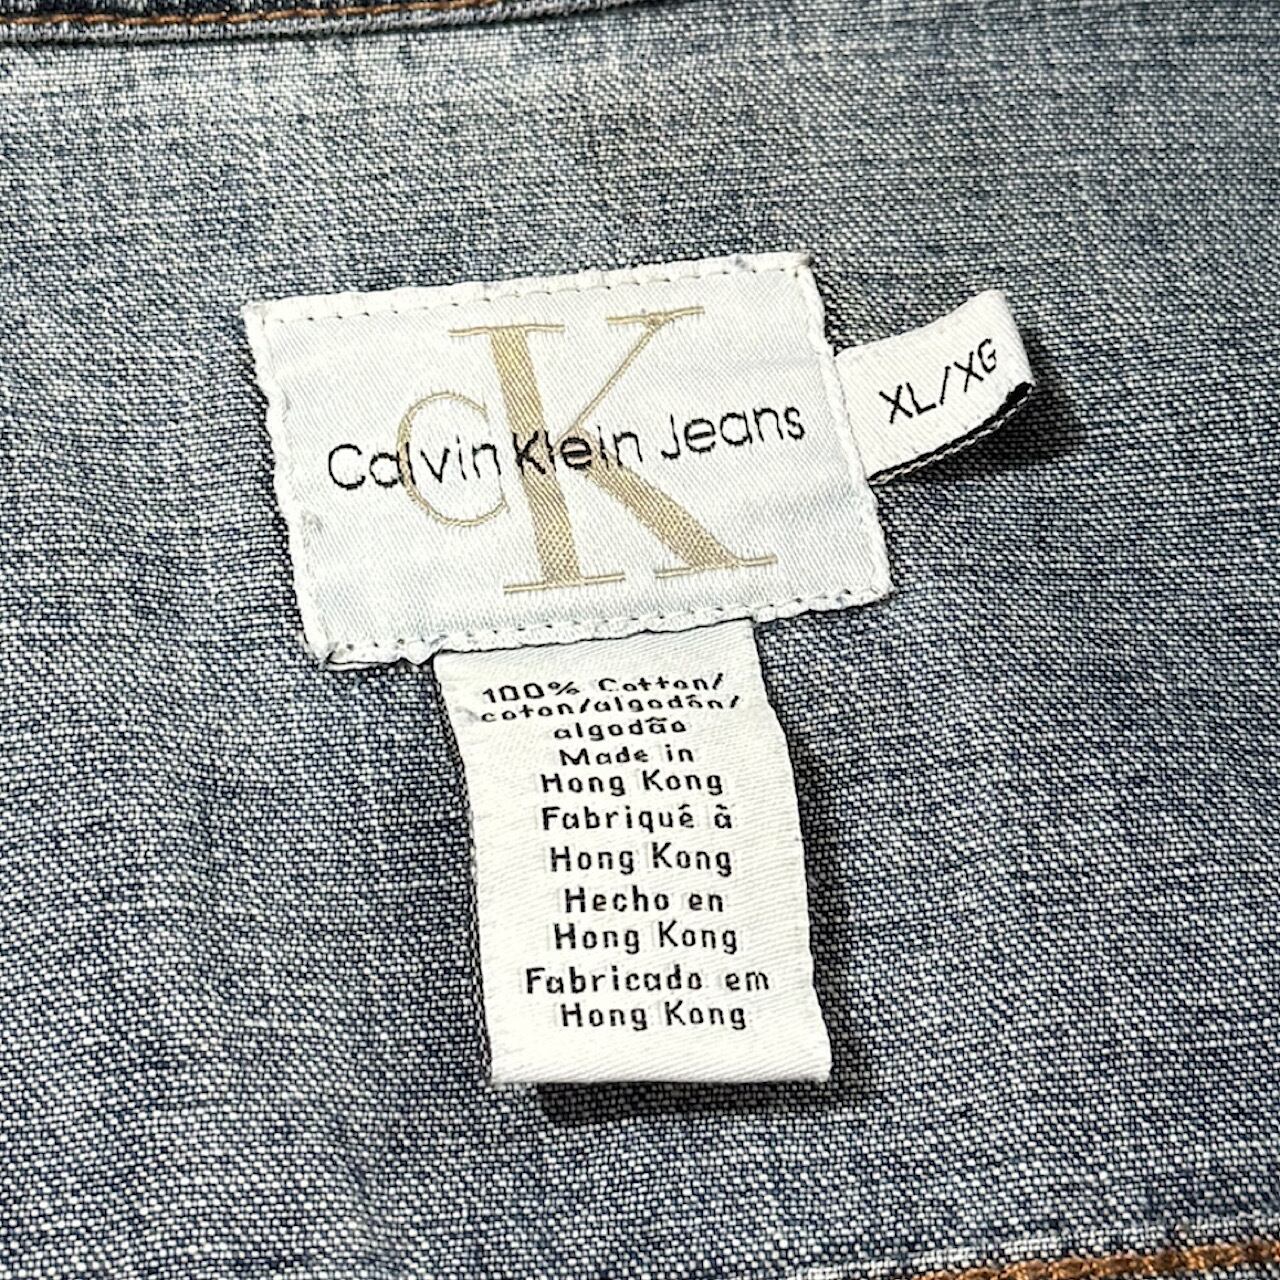 CK
Calvin Klein Jeans
XL/XG
100% Cotton/
coton/algodón/
algodão
Made in
Hong Kong
Fabriqué à
Hong Kong
Hecho en
Hong Kong
Fabricado em
Hong Kong